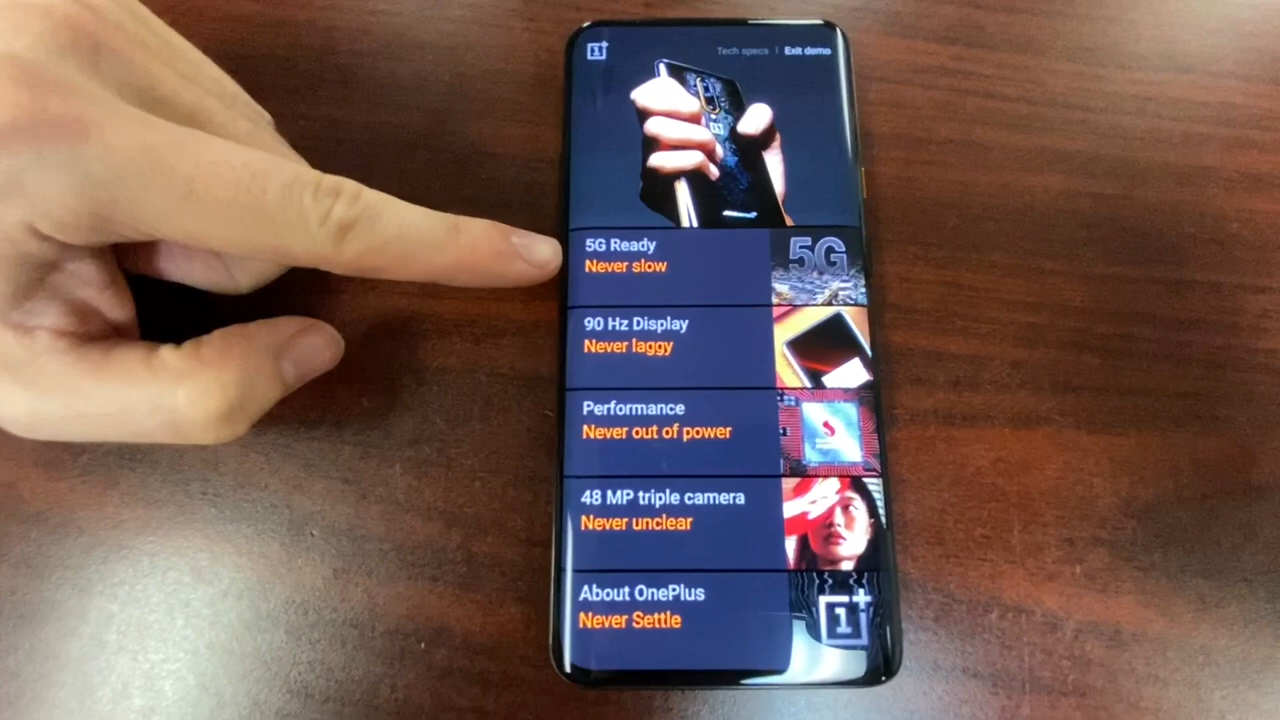 Tech specs | Exit demo
5G Ready
Never slow
5G
90 Hz Display
Never laggy
Performance
Never out of power
48 MP triple camera
Never unclear
About OnePlus
Never Settle